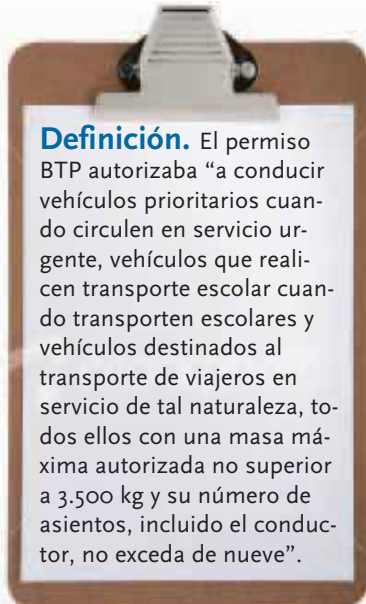 Definición. El permiso
BTP autorizaba “a conducir
vehículos prioritarios cuan-
do circulen en servicio ur-
gente, vehículos que reali-
cen transporte escolar cuan-
do transporten escolares y
vehículos destinados al
transporte de viajeros en
servicio de tal naturaleza, to-
dos ellos con una masa má-
xima autorizada no superior
a 3.500 kg y su número de
asientos, incluido el conduc-
tor, no exceda de nueve”.